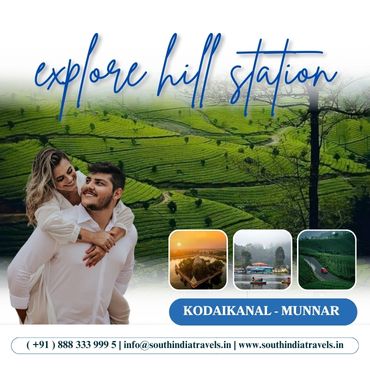 explore hill station
KODAIKANAL - MUNNAR
( +91 ) 888 333 999 5 | info@southindiatravels.in | www.southindiatravels.in